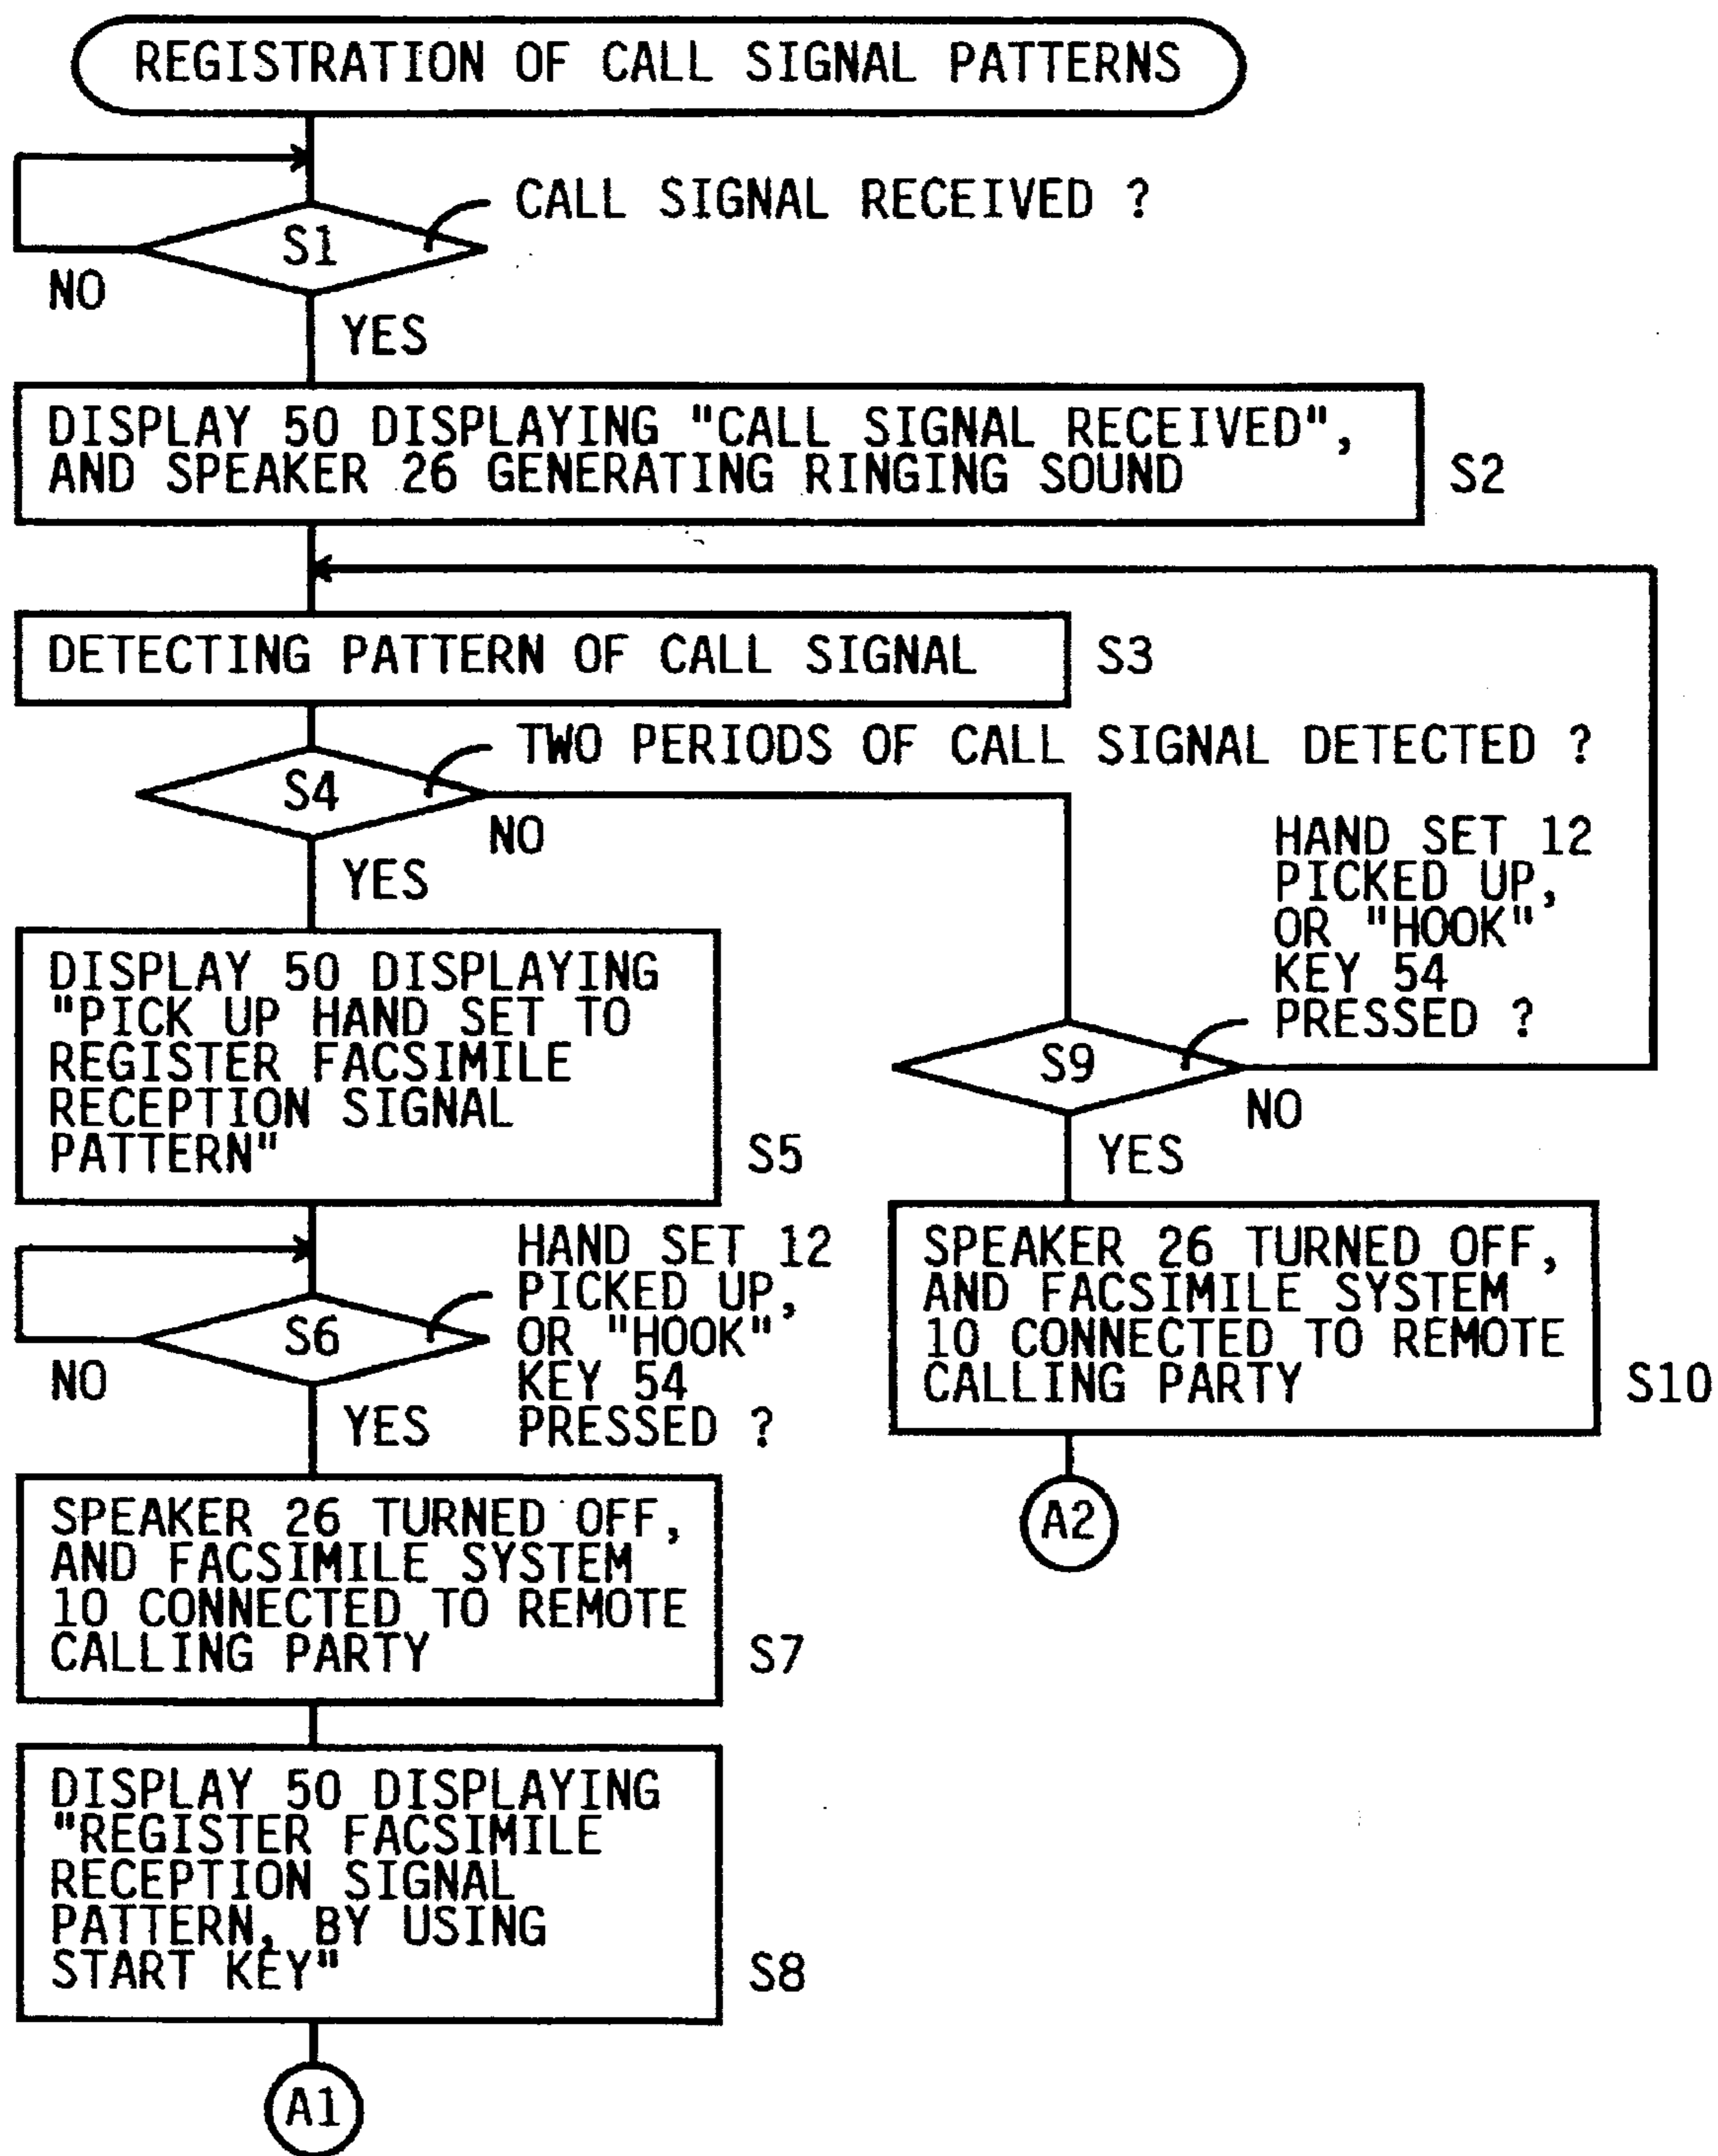 REGISTRATION OF CALL SIGNAL PATTERNS
CALL SIGNAL RECEIVED ?
S1
NO
YES
DISPLAY 50 DISPLAYING "CALL SIGNAL RECEIVED",
AND SPEAKER 26 GENERATING RINGING SOUND
S2
DETECTING PATTERN OF CALL SIGNAL
S3
TWO PERIODS OF CALL SIGNAL DETECTED ?
S4
NO
YES
DISPLAY 50 DISPLAYING
"PICK UP HAND SET TO
REGISTER FACSIMILE
RECEPTION SIGNAL
PATTERN"
S5
HAND SET 12
PICKED UP,
OR "HOOK"
KEY 54
PRESSED ?
S6
NO
YES
SPEAKER 26 TURNED OFF,
AND FACSIMILE SYSTEM
10 CONNECTED TO REMOTE
CALLING PARTY
S7
DISPLAY 50 DISPLAYING
"REGISTER FACSIMILE
RECEPTION SIGNAL
PATTERN, BY USING
START KEY"
S8
A1
HAND SET 12
PICKED UP,
OR "HOOK"
KEY 54
PRESSED ?
S9
NO
YES
SPEAKER 26 TURNED OFF,
AND FACSIMILE SYSTEM
10 CONNECTED TO REMOTE
CALLING PARTY
S10
A2